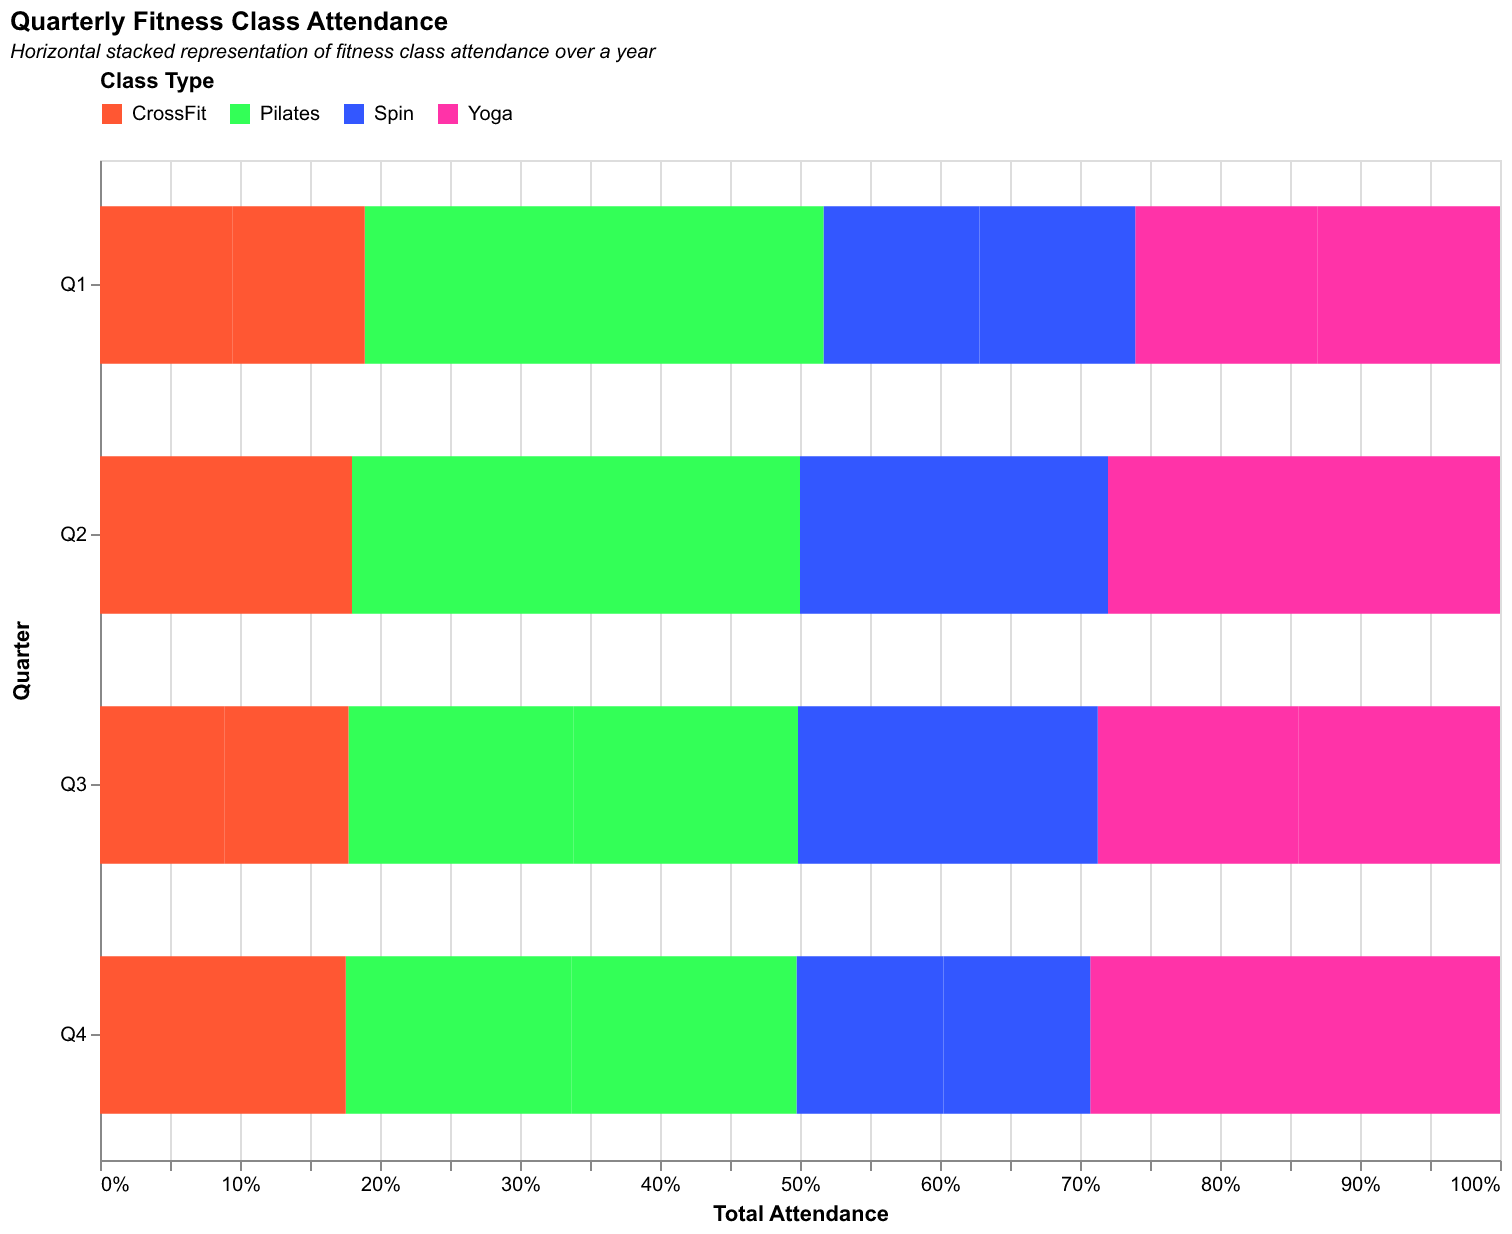 Quarterly Fitness Class Attendance
Horizontal stacked representation of fitness class attendance over a year
Class Type
CrossFit Pilates Spin Yoga
Q1
Q2
Quarter
Q3
Q4
0% 10% 20% 30% 40% 50% 60% 70% 80% 90% 100%
Total Attendance